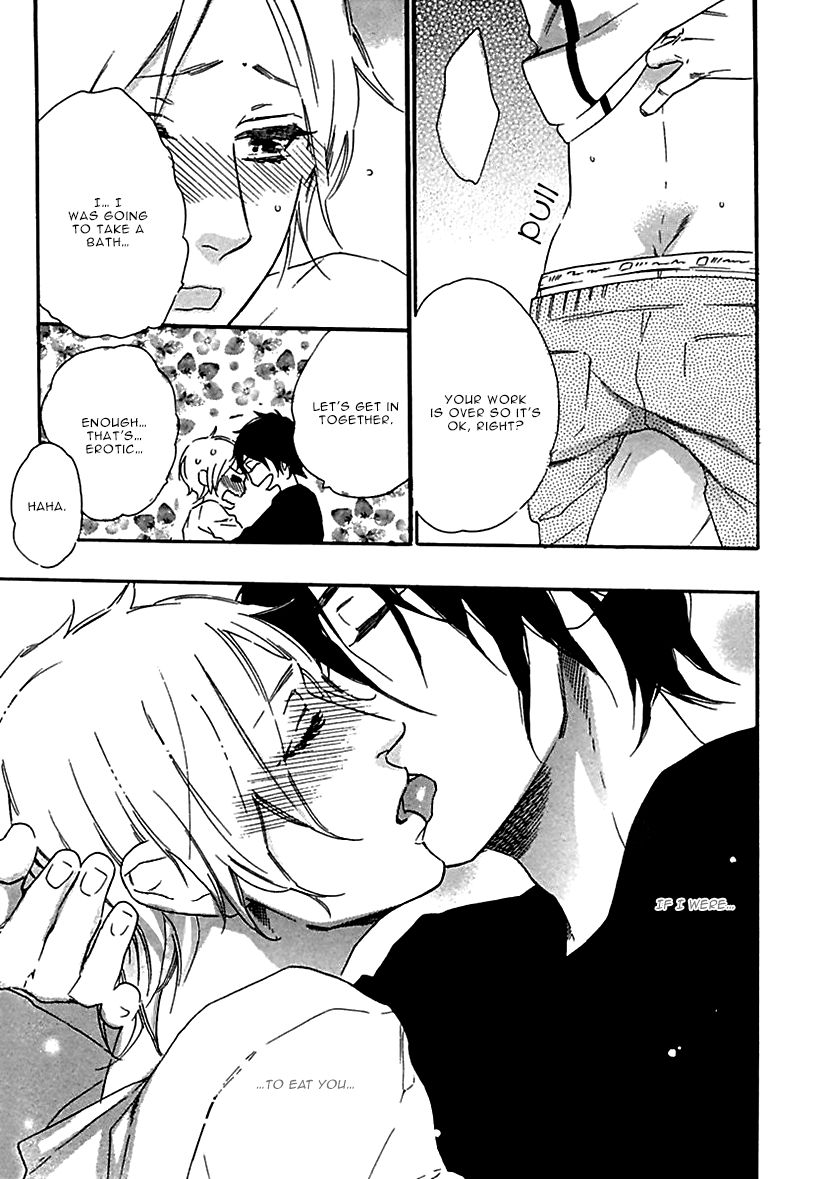 pull
YOUR WORK
IS OVER SO IT'S
OK, RIGHT?
I... I
WAS GOING
TO TAKE A
BATH...
LET'S GET IN
TOGETHER.
ENOUGH...
THAT'S...
EROTIC...
HAHA.
IF I WERE...
...TO EAT YOU...